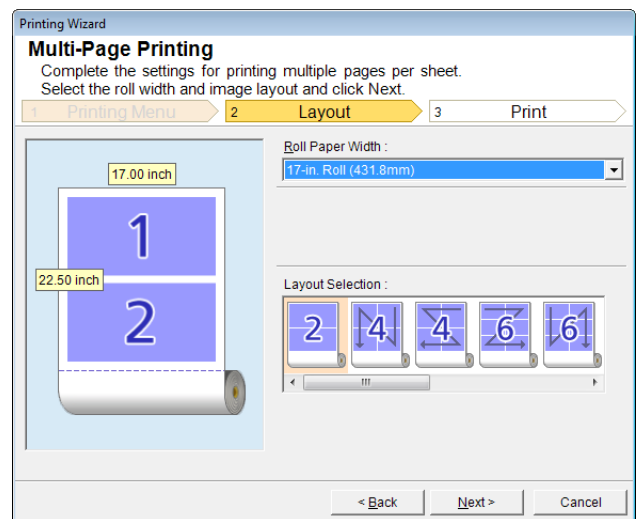 Printing Wizard
Multi-Page Printing
Complete the settings for printing multiple pages per sheet.
Select the roll width and image layout and click Next.
1 Printing Menu 2 Layout 3 Print
17.00 inch
1
22.50 inch
2
Roll Paper Width :
17-in. Roll (431.8mm)
Layout Selection :
2 4 4 6 6
< Back Next > Cancel